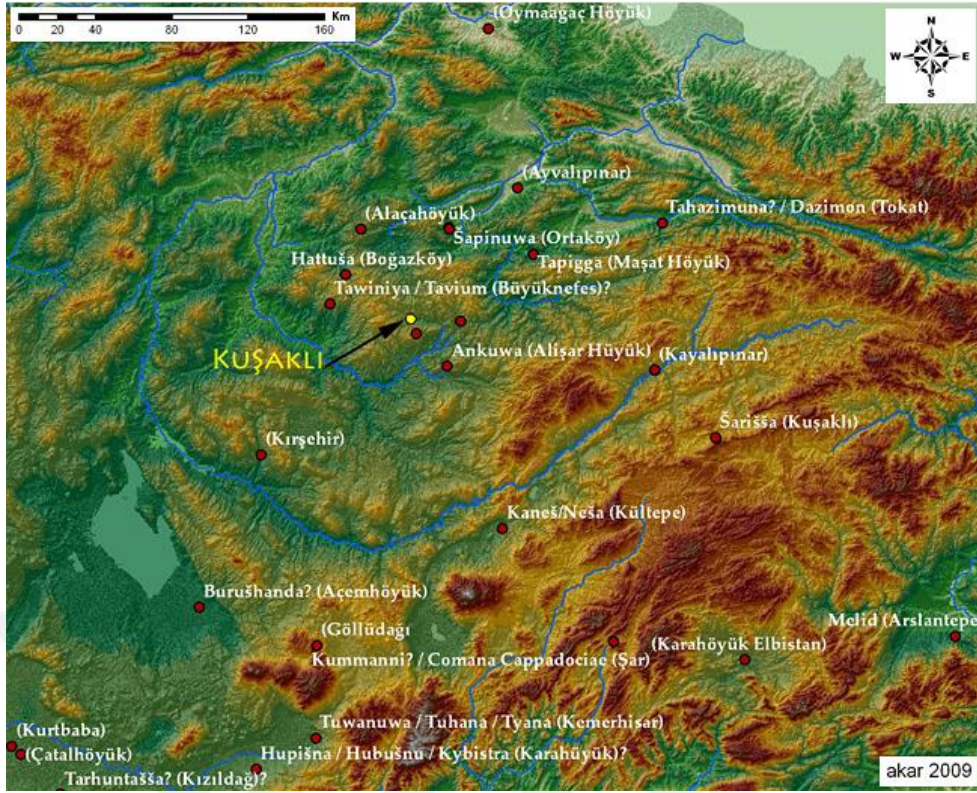 0 20 40 80 120 160 Km
(Oymaağaç Höyük)
N
W E
S
(Ayvalıpınar)
(Alaçahöyük)
Tahazimuna? / Dazimon (Tokat)
Šapinuwa (Ortaköy)
Hattuša (Boğazköy)
Tapigga (Maşat Höyük)
Tawiniya / Tavium (Büyüknefes)?
KUŞAKLI
Ankuwa (Alişar Hüyük)
(Kayalıpınar)
Šarišša (Kuşaklı)
(Kırşehir)
Kaneš/Neša (Kültepe)
Burušhanda? (Açemhöyük)
Melid (Arslantepe
(Göllüdağı
(Karahöyük Elbistan)
Kummanni? / Comana Cappadociae (Şar)
Tuwanuwa / Tuhana / Tyana (Kemerhisar)
(Kurtbaba)
(Çatalhöyük)
Hupišna / Hubušnu / Kybistra (Karahüyük)?
Tarhuntašša? (Kızıldağ)?
akar 2009